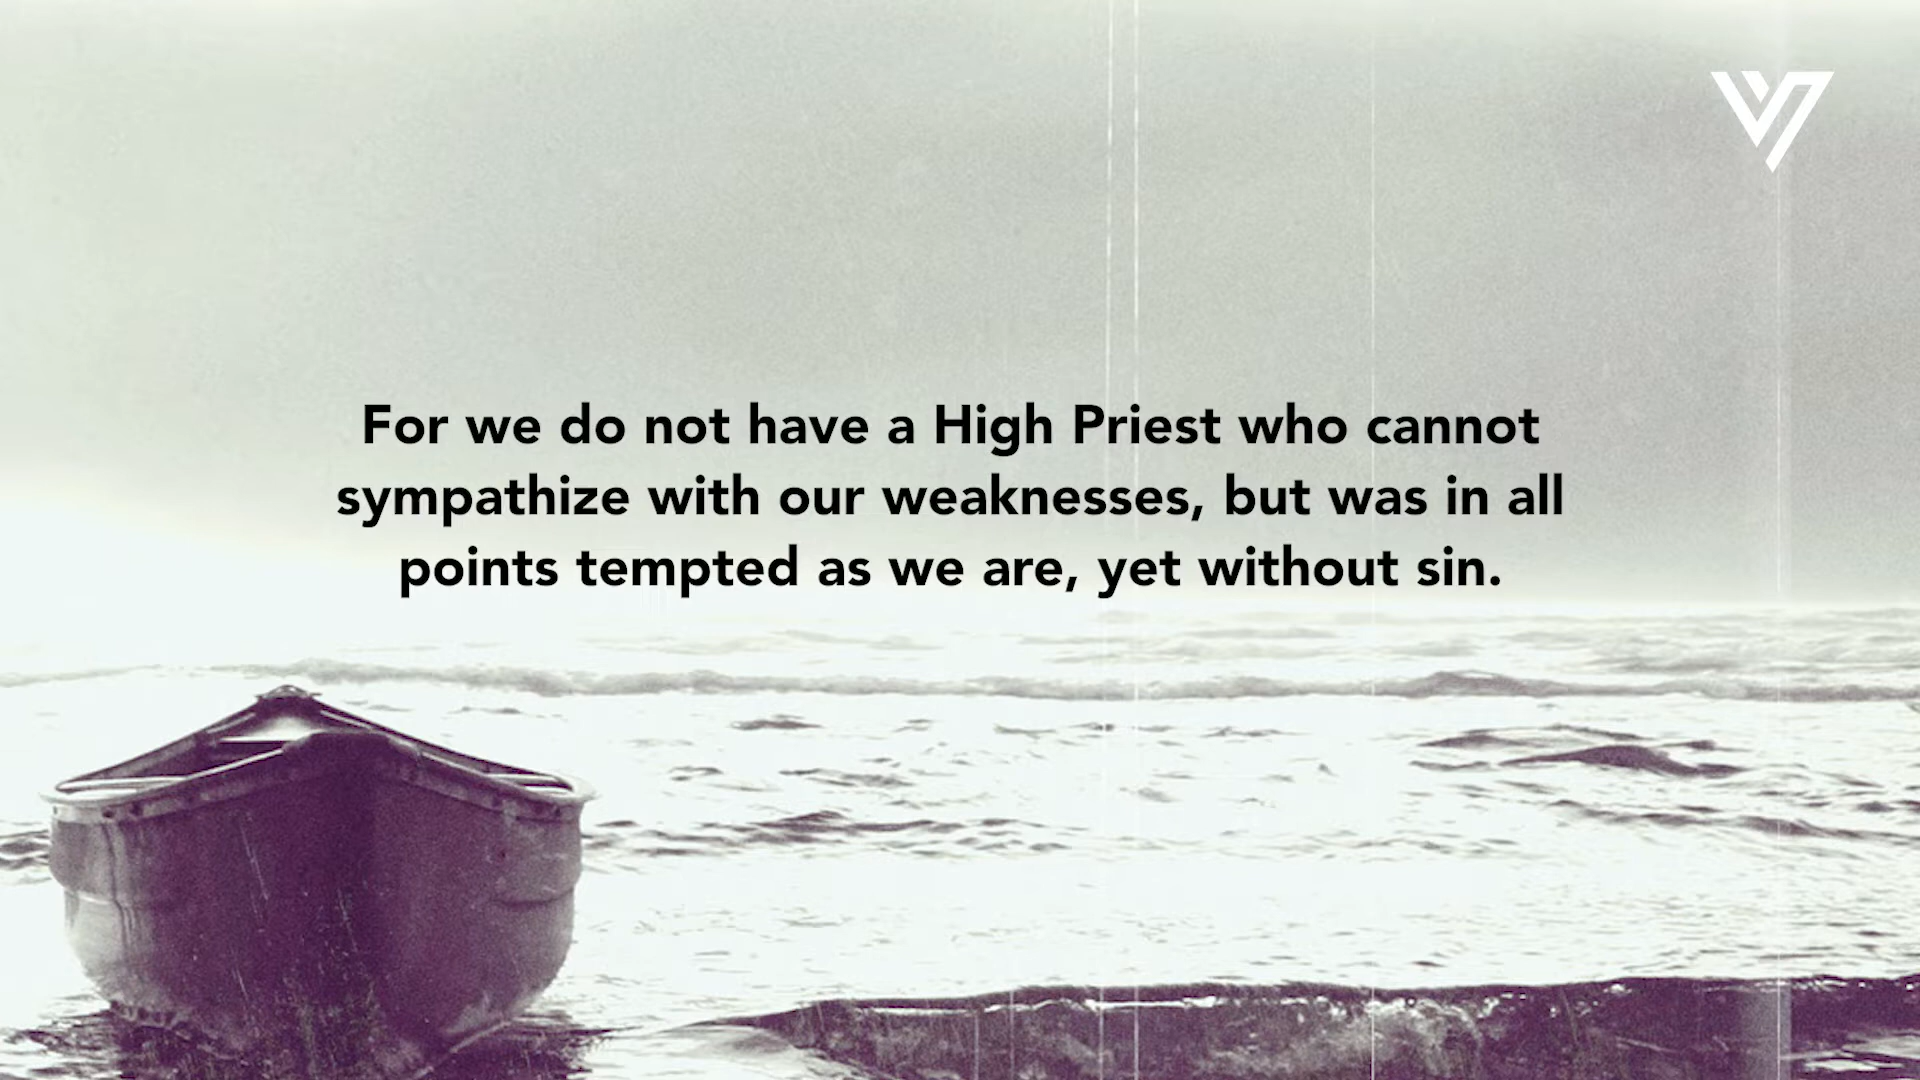 For we do not have a High Priest who cannot
sympathize with our weaknesses, but was in all
points tempted as we are, yet without sin.